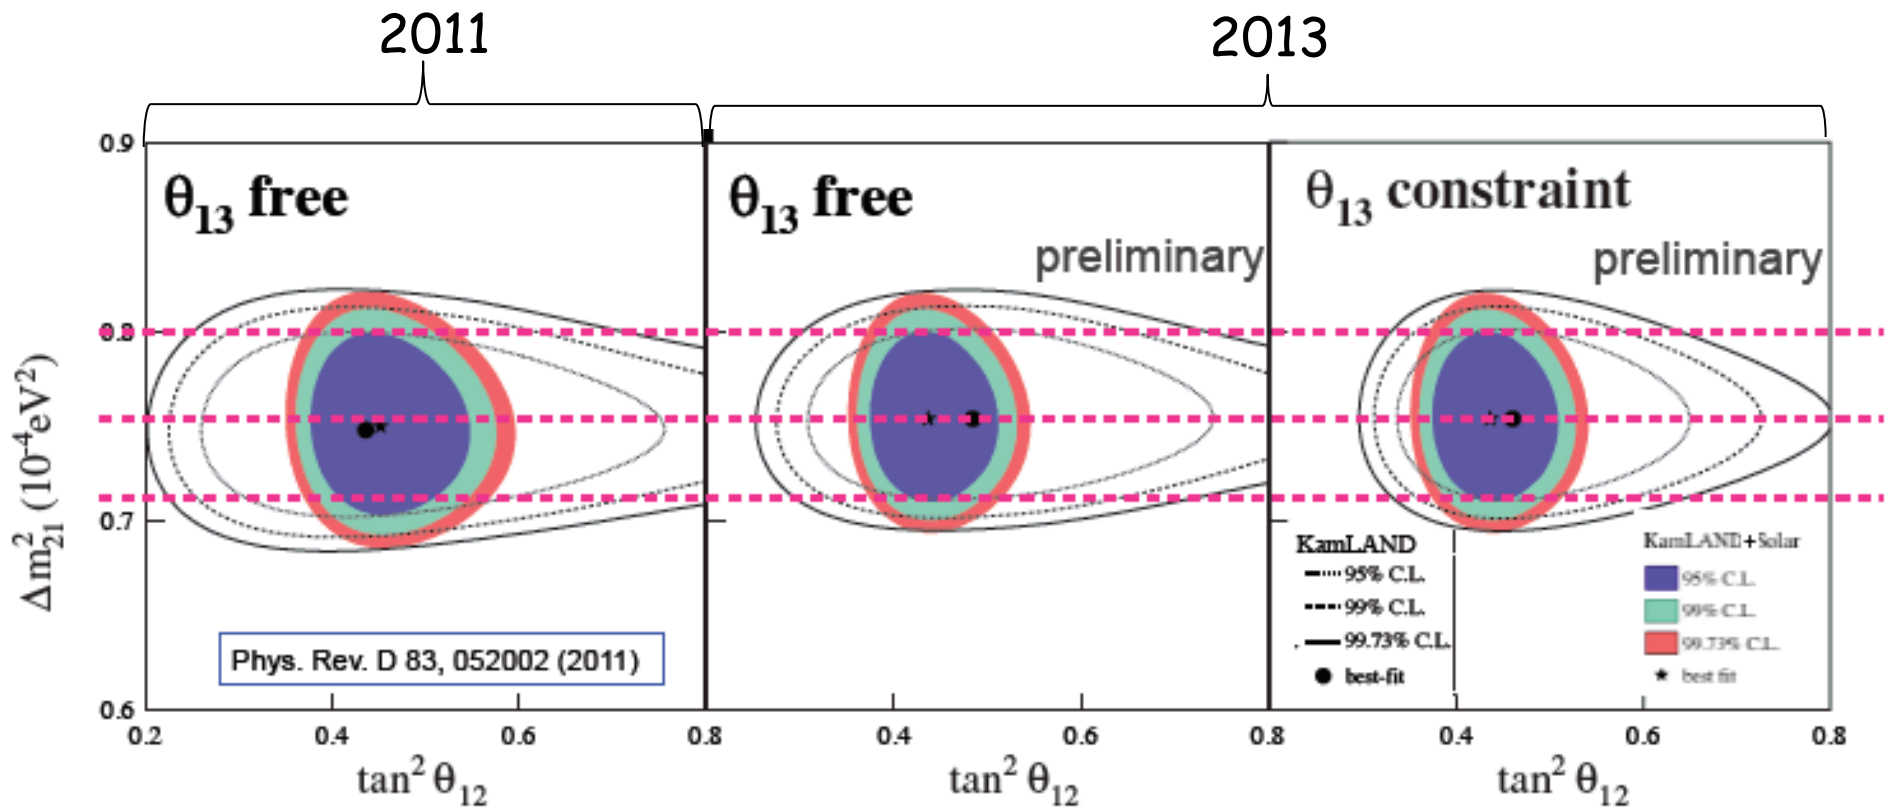 2011
2013
θ13 free
θ13 free
preliminary
θ13 constraint
preliminary
0.9
0.8
0.7
0.6
Δm²21 (10⁻⁴eV²)
Phys. Rev. D 83, 052002 (2011)
KamLAND
95% C.L.
99% C.L.
99.73% C.L.
best-fit
KamLAND+Solar
95% C.L.
99% C.L.
99.73% C.L.
best fit
0.2 0.4 0.6 0.8 0.4 0.6 0.8 0.4 0.6 0.8
tan² θ12
tan² θ12
tan² θ12